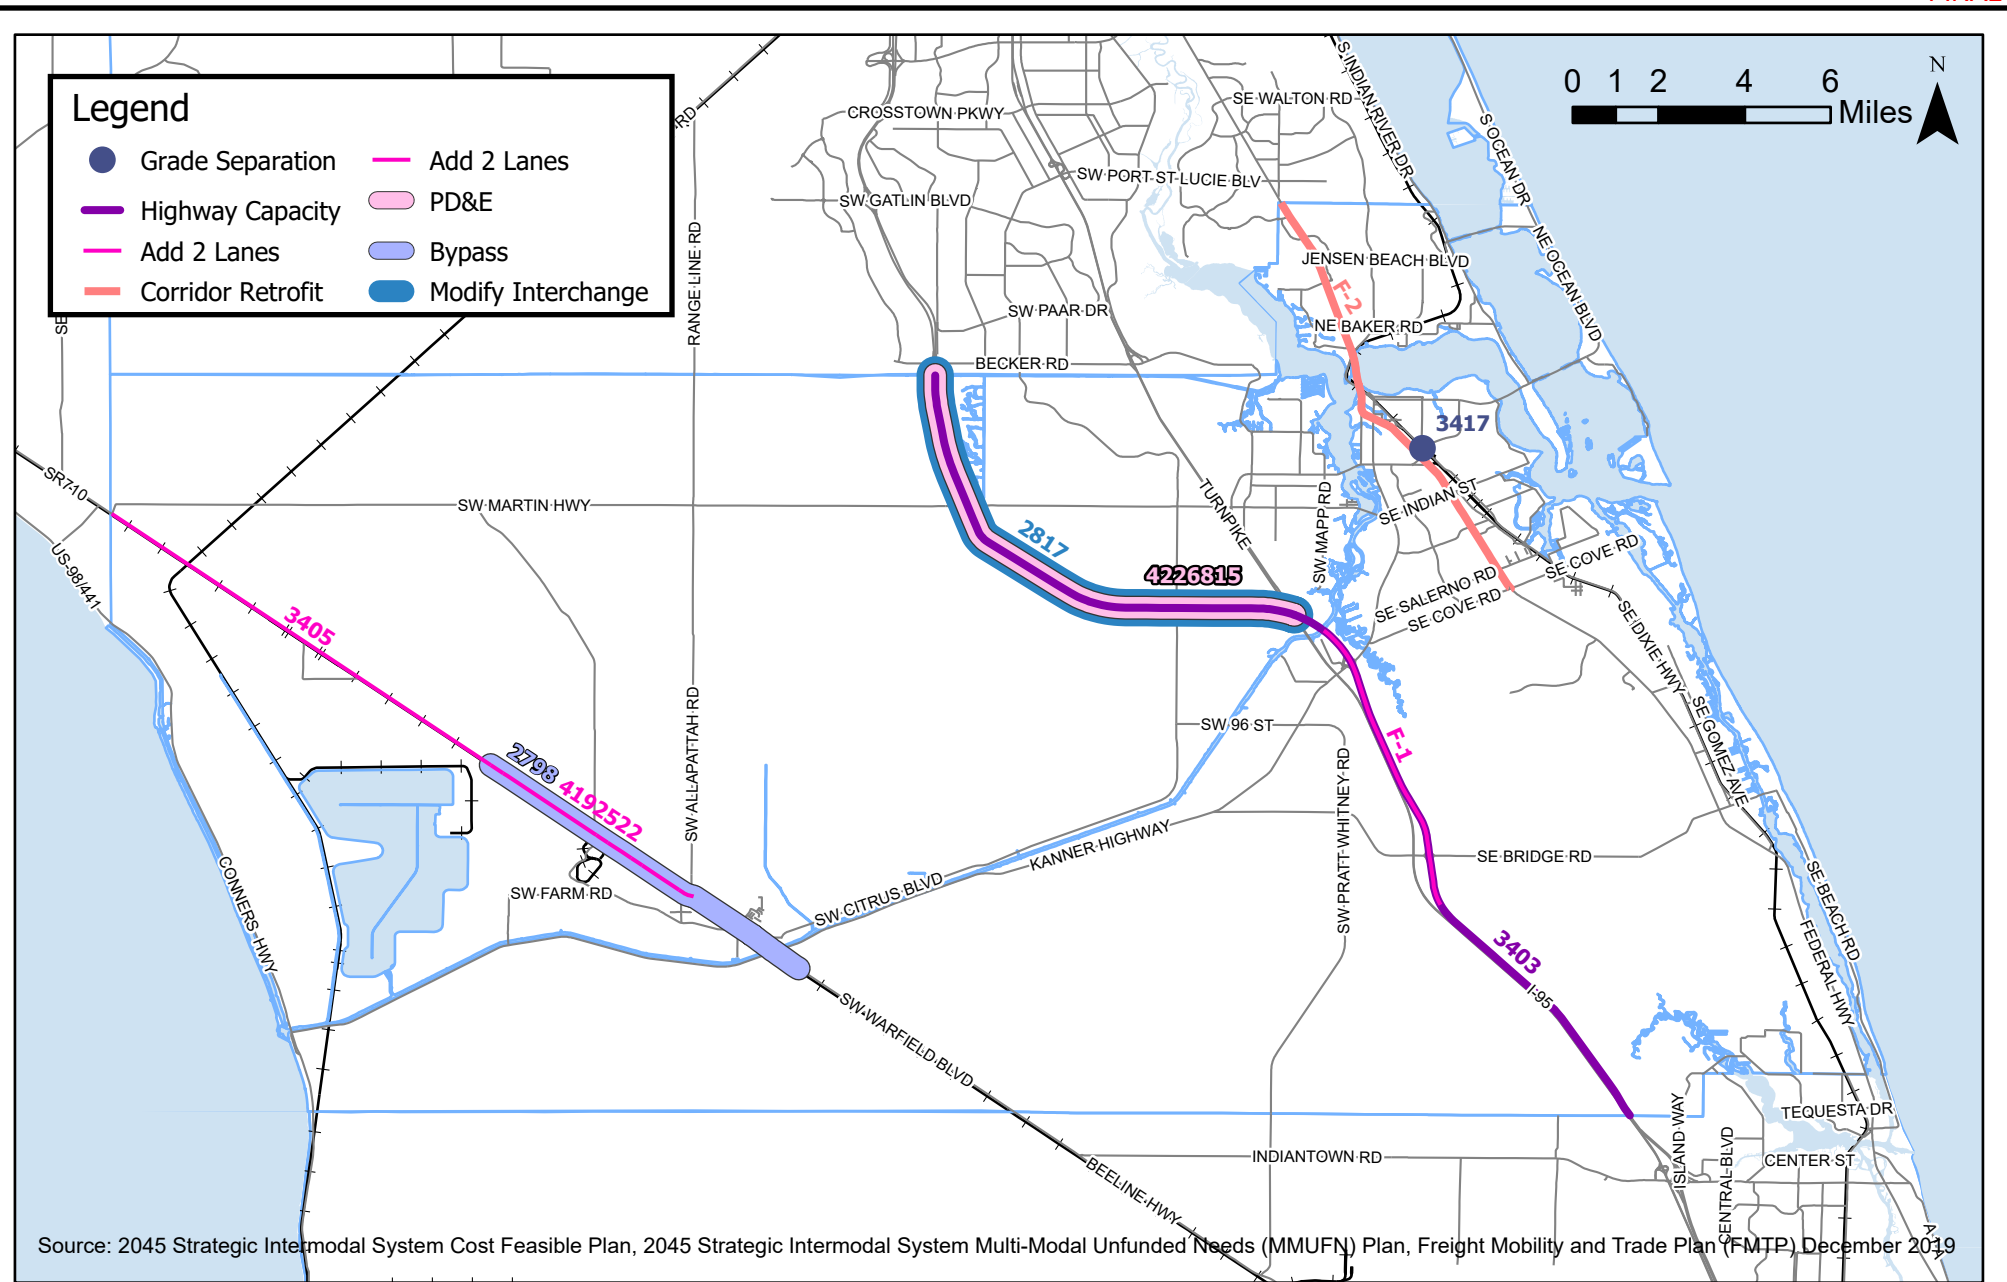 Legend
Grade Separation
Highway Capacity
Add 2 Lanes
Corridor Retrofit
Add 2 Lanes
PD&E
Bypass
Modify Interchange
0 1 2 4 6
Miles
N
RD
CROSSTOWN PKWY
SE WALTON RD
S INDIAN RIVER DR
S OCEAN DR
SW PORT ST LUCIE BLV
SW GATLIN BLVD
RANGE LINE RD
JENSEN BEACH BLVD
NE OCEAN BLVD
F-2
SW PAAR DR
NE BAKER RD
SE
BECKER RD
3417
SR710
SW MARTIN HWY
TURNPIKE
SW MAPP RD
SE INDIAN ST
2817
US-98/441
4226815
SE COVE RD
SE SALERNO RD
SE COVE RD
3405
SE DIXIE HWY
SW ALLAPATTAH RD
SW 96 ST
F-1
SE GOMEZ AVE
2798
4192522
SW PRATT WHITNEY RD
KANNER HIGHWAY
SE BRIDGE RD
CONNERS HWY
SW FARM RD
SW CITRUS BLVD
SE BEACH RD
FEDERAL HWY
3403
I-95
SW WARFIELD BLVD
ISLAND WAY
TEQUESTA DR
BEELINE HWY
INDIANTOWN RD
CENTRAL BLVD
CENTER ST
A1A
Source: 2045 Strategic Intermodal System Cost Feasible Plan, 2045 Strategic Intermodal System Multi-Modal Unfunded Needs (MMUFN) Plan, Freight Mobility and Trade Plan (FMTP) December 2019